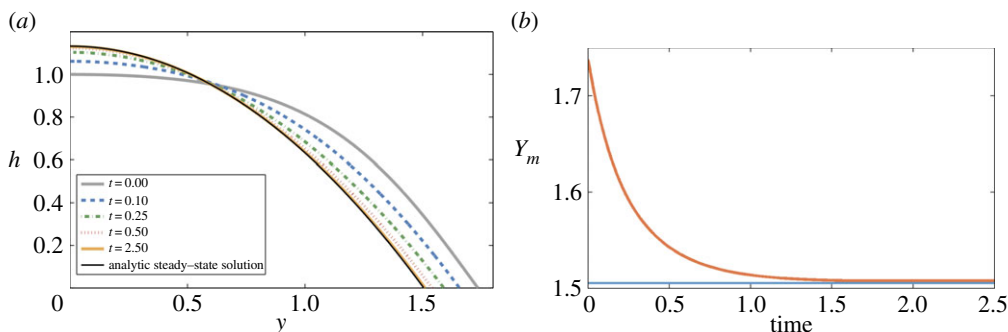 (a)
h
1.0
0.8
0.6
0.4
0.2
t = 0.00
t = 0.10
t = 0.25
t = 0.50
t = 2.50
analytic steady–state solution
0 0.5 1.0 1.5
y
(b)
Y_m
1.7
1.6
1.5
0 0.5 1.0 1.5 2.0 2.5
time